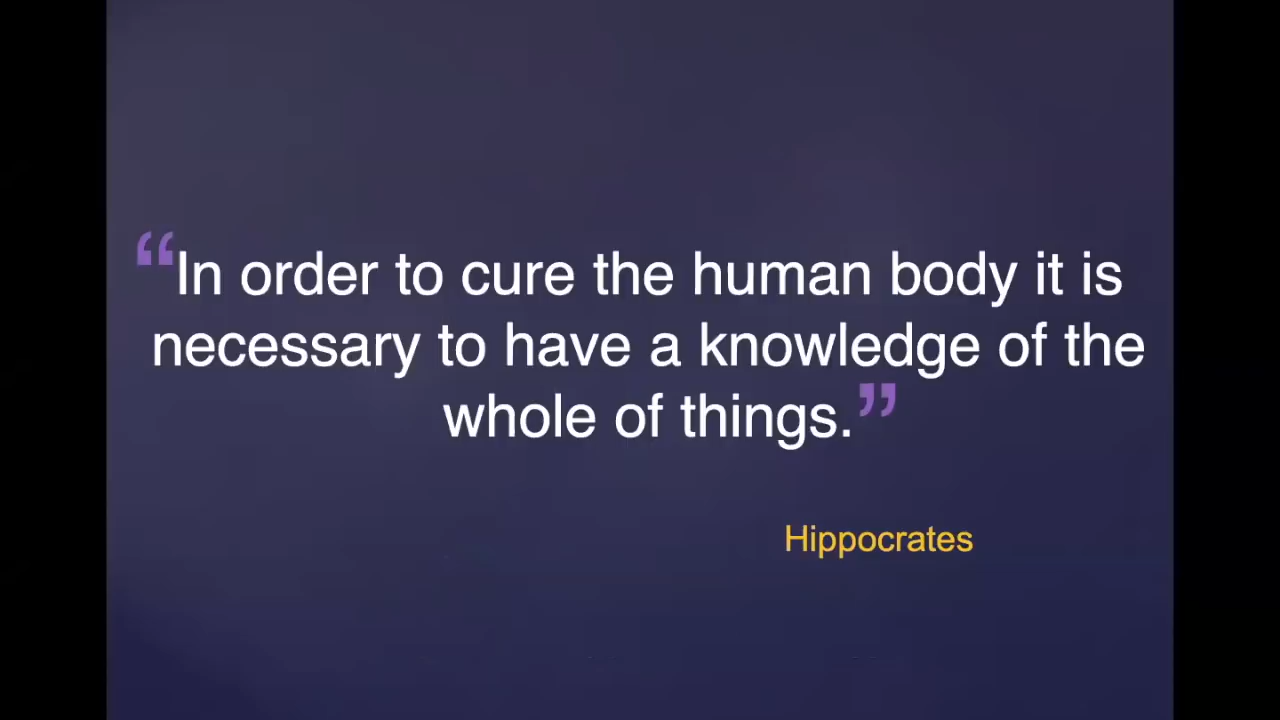 “In order to cure the human body it is
necessary to have a knowledge of the
whole of things.”
Hippocrates